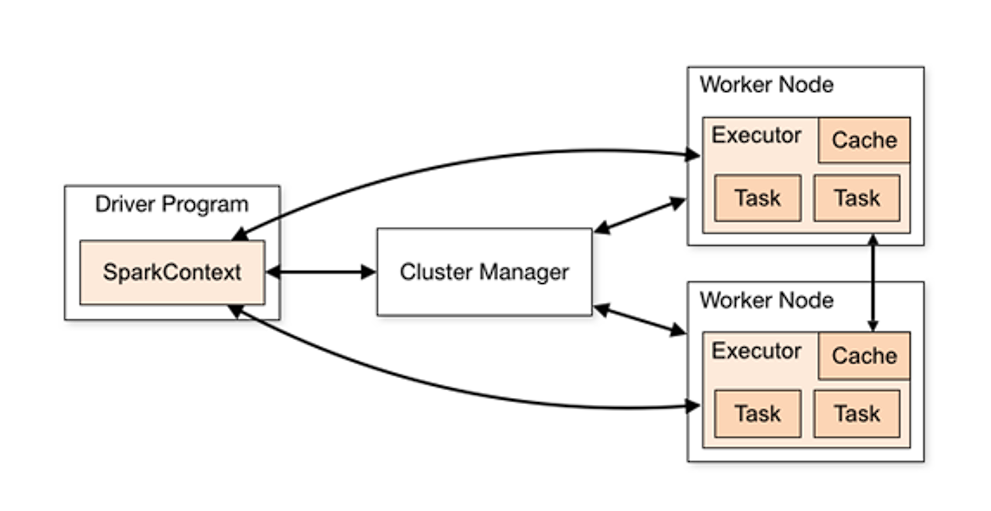 Driver Program
SparkContext
Cluster Manager
Worker Node
Executor
Cache
Task
Task
Worker Node
Executor
Cache
Task
Task